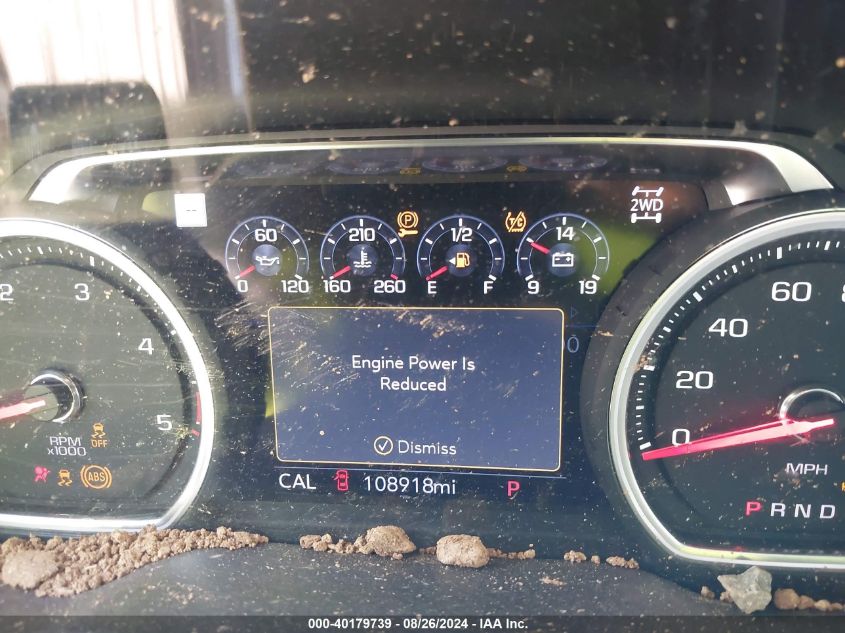 --
2WD
60
0 120
210
160 260
1/2
E F
14
9 19
P
2 3 4 5
RPM
x1000
OFF
ABS
Engine Power Is
Reduced
Dismiss
CAL 108918mi P
0 20 40 60
MPH
P R N D
000-40179739 - 08/26/2024 - IAA Inc.